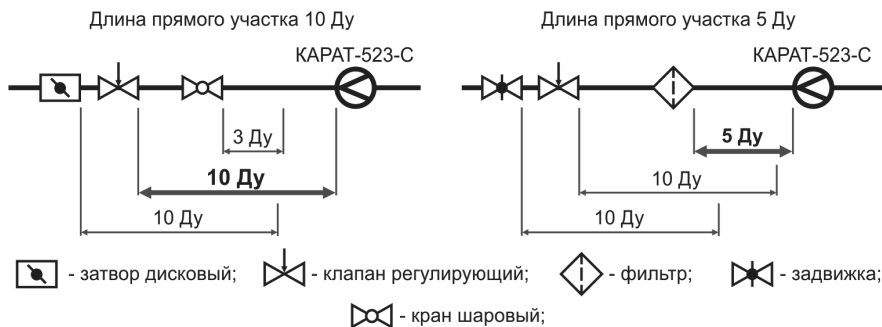 Длина прямого участка 10 Ду
Длина прямого участка 5 Ду
КАРАТ-523-С
КАРАТ-523-С
3 Ду
10 Ду
10 Ду
5 Ду
10 Ду
10 Ду
- затвор дисковый;
- клапан регулирующий;
- фильтр;
- задвижка;
- кран шаровый;